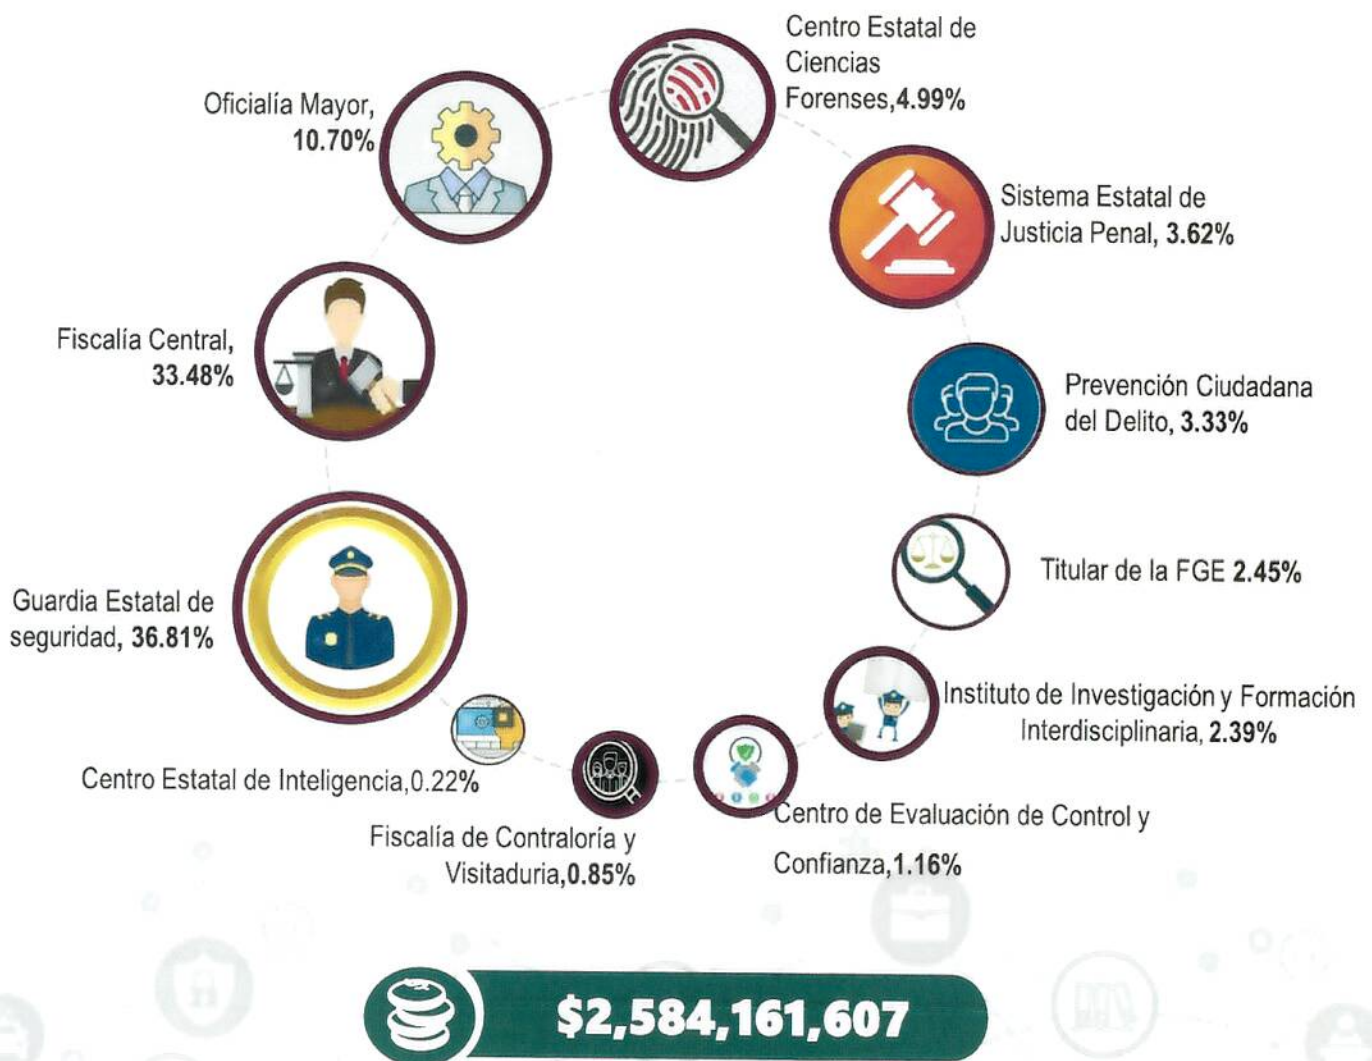 Centro Estatal de
Ciencias
Forenses,4.99%
Oficialía Mayor,
10.70%
Sistema Estatal de
Justicia Penal, 3.62%
Fiscalía Central,
33.48%
Prevención Ciudadana
del Delito, 3.33%
Titular de la FGE 2.45%
Guardia Estatal de
seguridad, 36.81%
Instituto de Investigación y Formación
Interdisciplinaria, 2.39%
Centro Estatal de Inteligencia,0.22%
Centro de Evaluación de Control y
Confianza,1.16%
Fiscalía de Contraloría y
Visitaduria,0.85%
$2,584,161,607